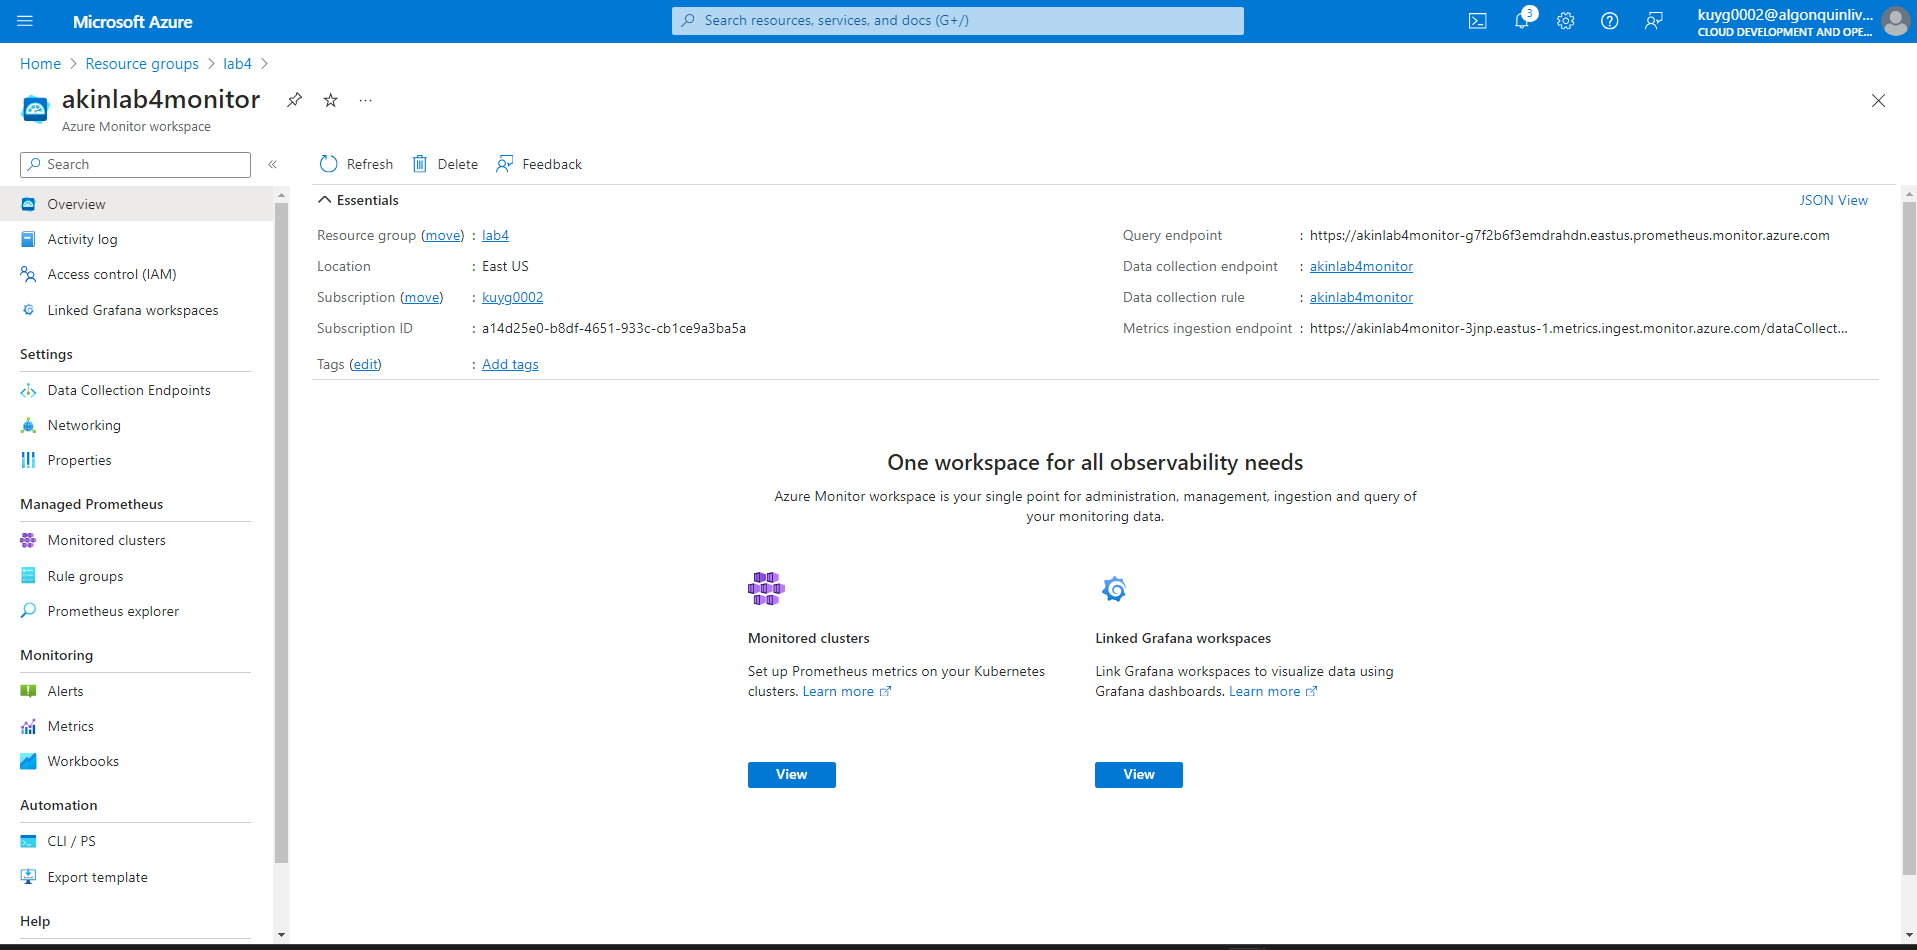 Microsoft Azure
Search resources, services, and docs (G+/)
3
kuyg0002@algonquinliv...
CLOUD DEVELOPMENT AND OPE...
Home > Resource groups > lab4 >
akinlab4monitor
Azure Monitor workspace
Search
Refresh Delete Feedback
Overview
Activity log
Access control (IAM)
Linked Grafana workspaces
Settings
Data Collection Endpoints
Networking
Properties
Managed Prometheus
Monitored clusters
Rule groups
Prometheus explorer
Monitoring
Alerts
Metrics
Workbooks
Automation
CLI / PS
Export template
Help
Essentials
JSON View
Resource group (move) : lab4
Location : East US
Subscription (move) : kuyg0002
Subscription ID : a14d25e0-b8df-4651-933c-cb1ce9a3ba5a
Tags (edit) : Add tags
Query endpoint : https://akinlab4monitor-g7f2b6f3emdrahdn.eastus.prometheus.monitor.azure.com
Data collection endpoint : akinlab4monitor
Data collection rule : akinlab4monitor
Metrics ingestion endpoint : https://akinlab4monitor-3jnp.eastus-1.metrics.ingest.monitor.azure.com/dataCollect...
One workspace for all observability needs
Azure Monitor workspace is your single point for administration, management, ingestion and query of
your monitoring data.
Monitored clusters
Set up Prometheus metrics on your Kubernetes
clusters. Learn more
View
Linked Grafana workspaces
Link Grafana workspaces to visualize data using
Grafana dashboards. Learn more
View